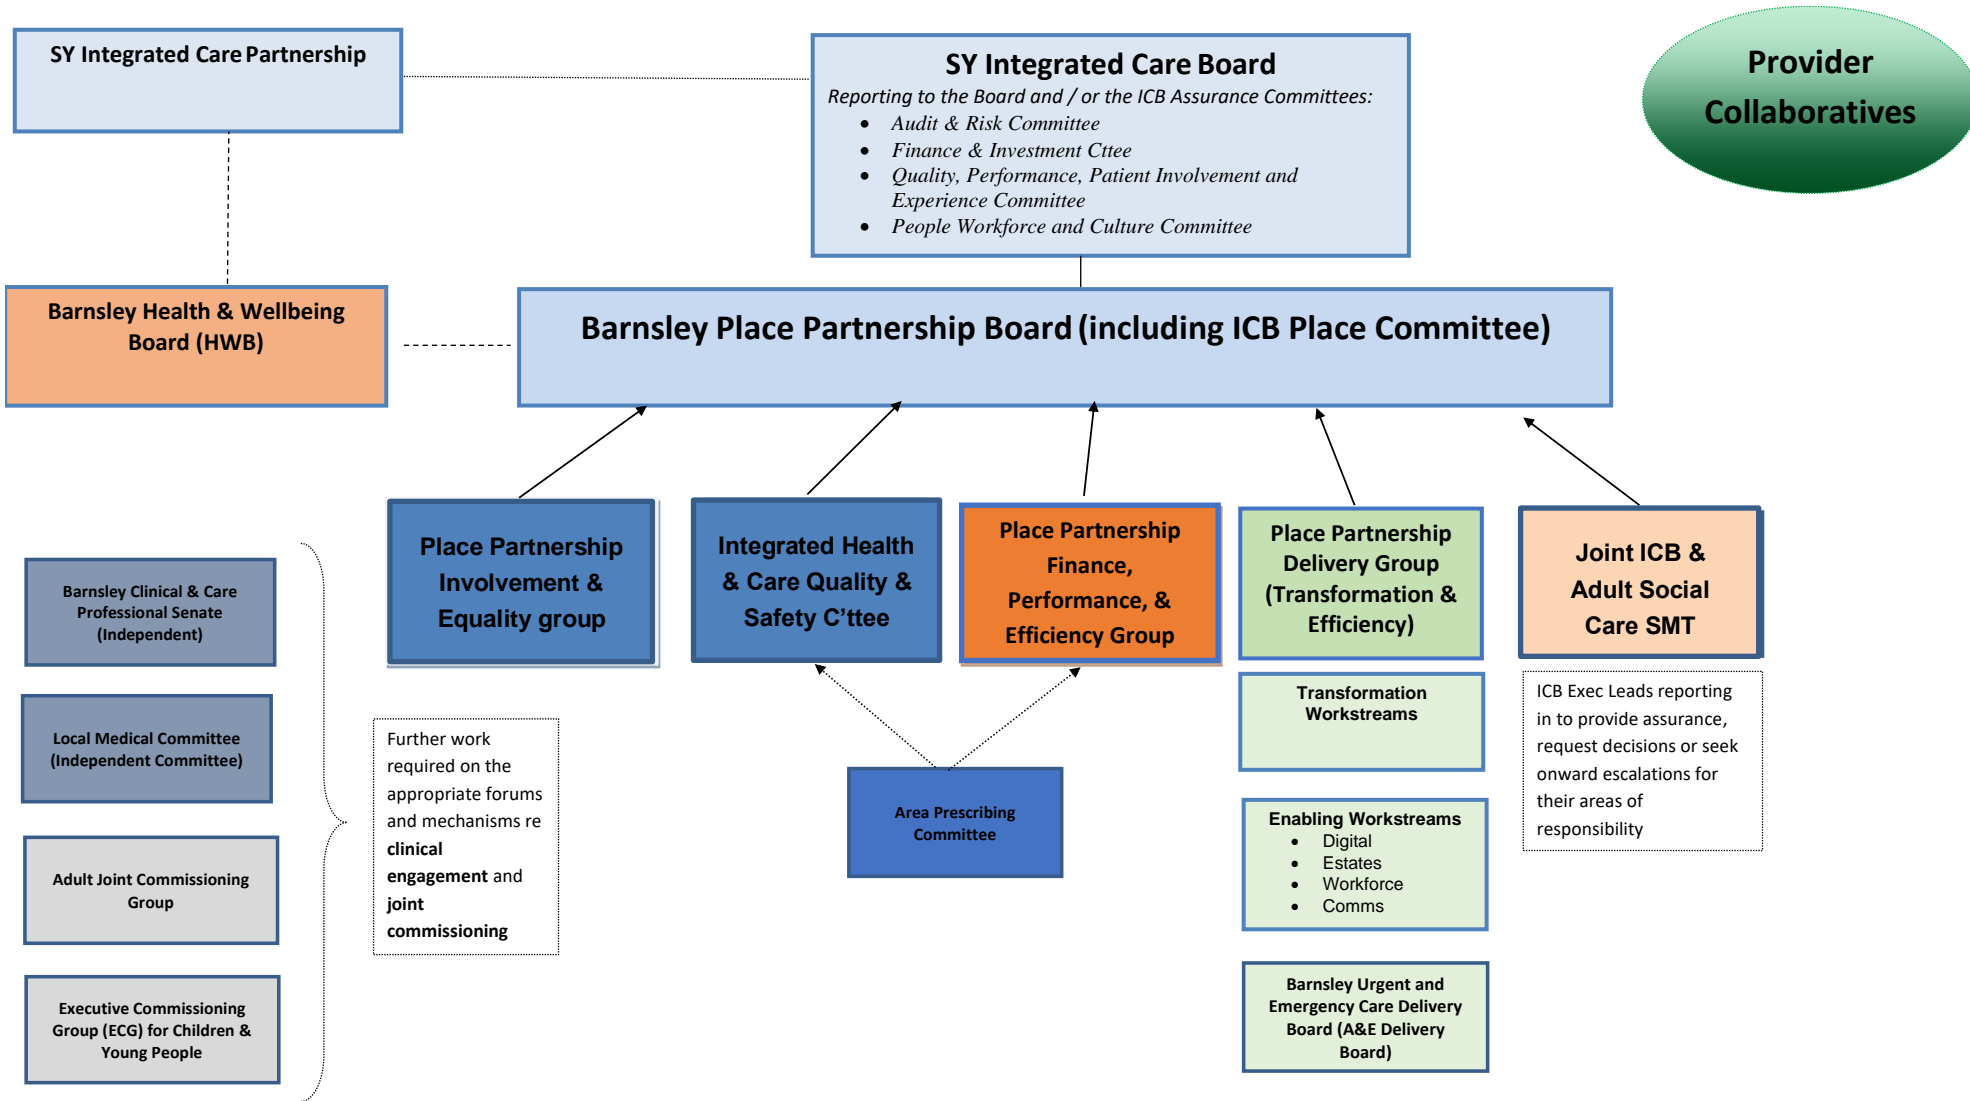 SY Integrated Care Partnership
SY Integrated Care Board
Reporting to the Board and / or the ICB Assurance Committees:
• Audit & Risk Committee
• Finance & Investment Cttee
• Quality, Performance, Patient Involvement and
Experience Committee
• People Workforce and Culture Committee
Provider
Collaboratives
Barnsley Health & Wellbeing
Board (HWB)
Barnsley Place Partnership Board (including ICB Place Committee)
Place Partnership
Involvement &
Equality group
Integrated Health
& Care Quality &
Safety C’ttee
Place Partnership
Finance,
Performance, &
Efficiency Group
Place Partnership
Delivery Group
(Transformation &
Efficiency)
Joint ICB &
Adult Social
Care SMT
Barnsley Clinical & Care
Professional Senate
(Independent)
Local Medical Committee
(Independent Committee)
Adult Joint Commissioning
Group
Executive Commissioning
Group (ECG) for Children &
Young People
Further work
required on the
appropriate forums
and mechanisms re
clinical
engagement and
joint
commissioning
Area Prescribing
Committee
Transformation
Workstreams
Enabling Workstreams
• Digital
• Estates
• Workforce
• Comms
Barnsley Urgent and
Emergency Care Delivery
Board (A&E Delivery
Board)
ICB Exec Leads reporting
in to provide assurance,
request decisions or seek
onward escalations for
their areas of
responsibility